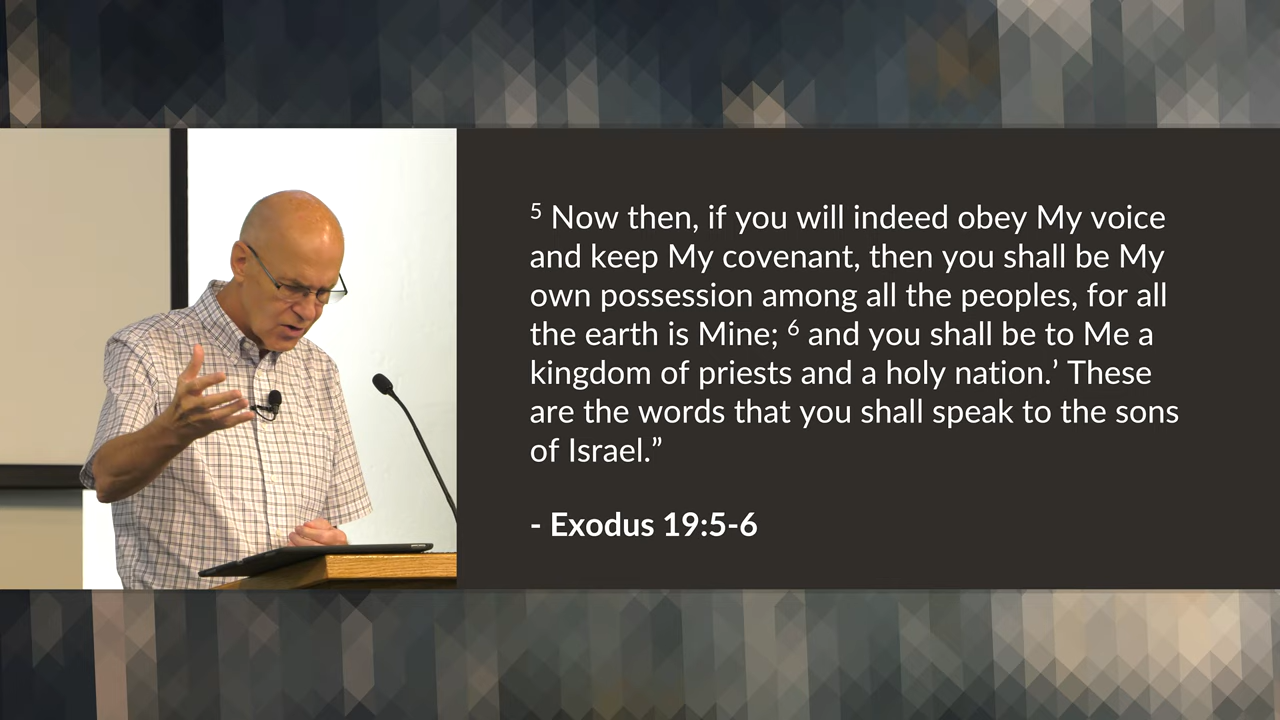 ⁵ Now then, if you will indeed obey My voice
and keep My covenant, then you shall be My
own possession among all the peoples, for all
the earth is Mine; ⁶ and you shall be to Me a
kingdom of priests and a holy nation.’ These
are the words that you shall speak to the sons
of Israel.”
- Exodus 19:5-6